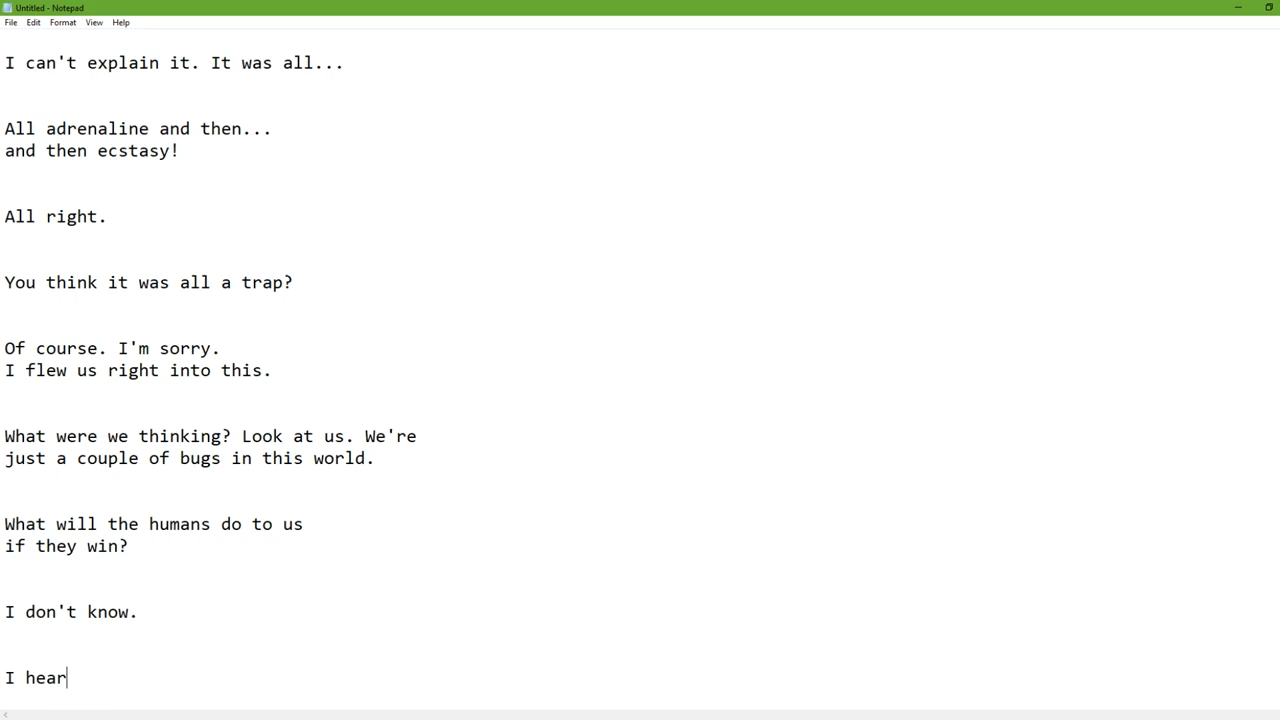 Untitled - Notepad
File Edit Format View Help
I can't explain it. It was all...
All adrenaline and then...
and then ecstasy!
All right.
You think it was all a trap?
Of course. I'm sorry.
I flew us right into this.
What were we thinking? Look at us. We're
just a couple of bugs in this world.
What will the humans do to us
if they win?
I don't know.
I hear